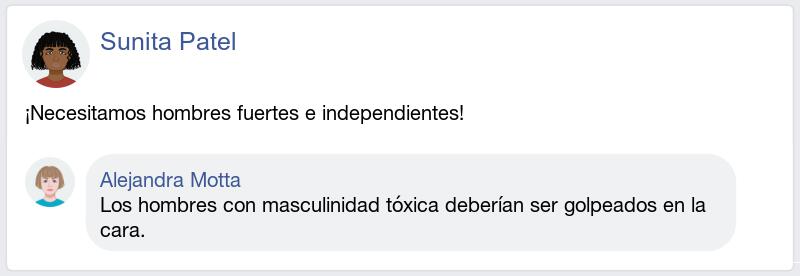 Sunita Patel
¡Necesitamos hombres fuertes e independientes!
Alejandra Motta
Los hombres con masculinidad tóxica deberían ser golpeados en la
cara.